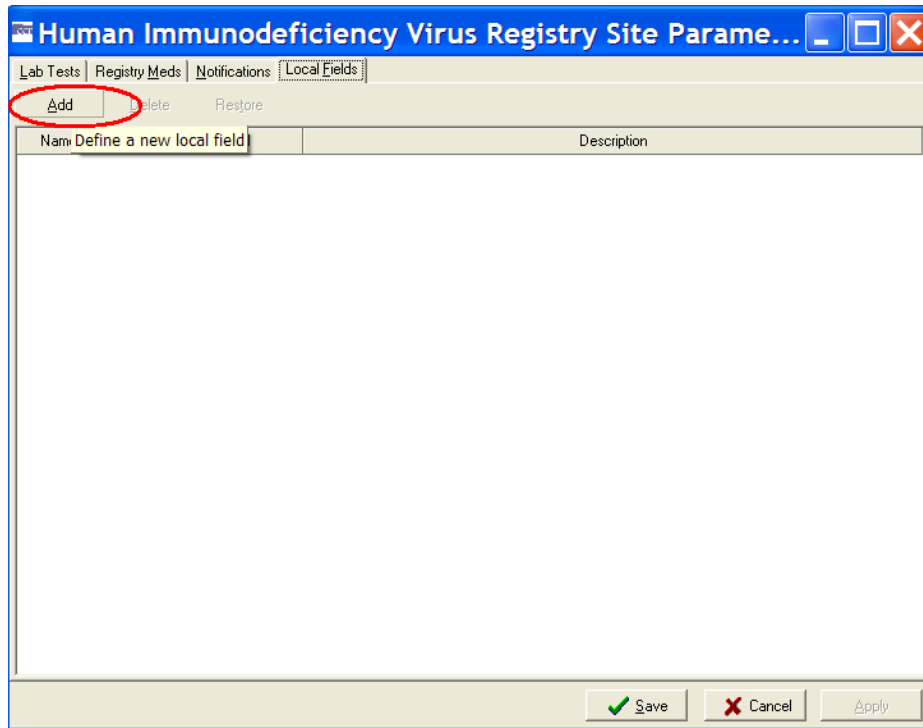 Human Immunodeficiency Virus Registry Site Parame...
Lab Tests Registry Meds Notifications Local Fields
Add Delete Restore
Name Description
Define a new local field
Save Cancel Apply